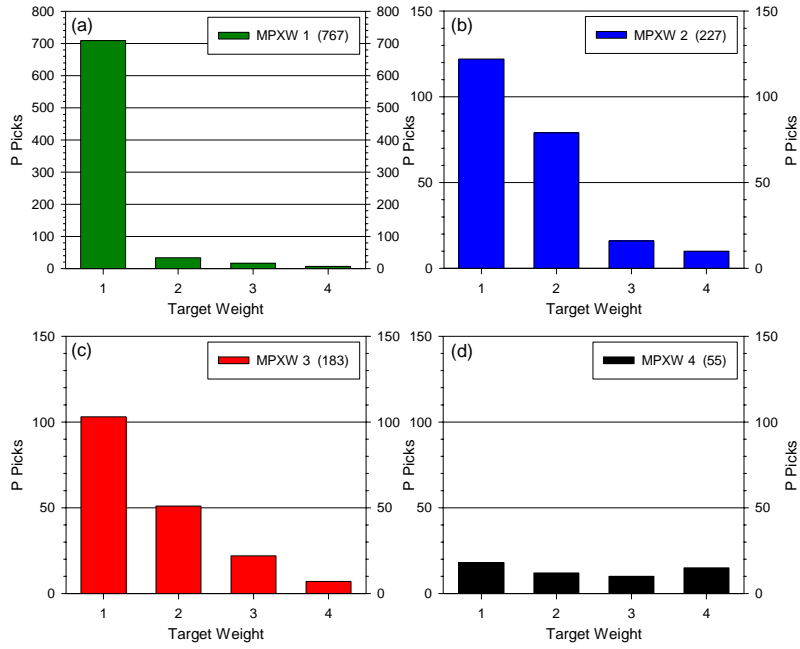 (a)
MPXW 1 (767)
800
700
600
500
400
300
200
100
0
P Picks
800
700
600
500
400
300
200
100
0
P Picks
1 2 3 4
Target Weight
(b)
MPXW 2 (227)
150
100
50
0
P Picks
150
100
50
0
P Picks
1 2 3 4
Target Weight
(c)
MPXW 3 (183)
150
100
50
0
P Picks
150
100
50
0
P Picks
1 2 3 4
Target Weight
(d)
MPXW 4 (55)
150
100
50
0
P Picks
150
100
50
0
P Picks
1 2 3 4
Target Weight